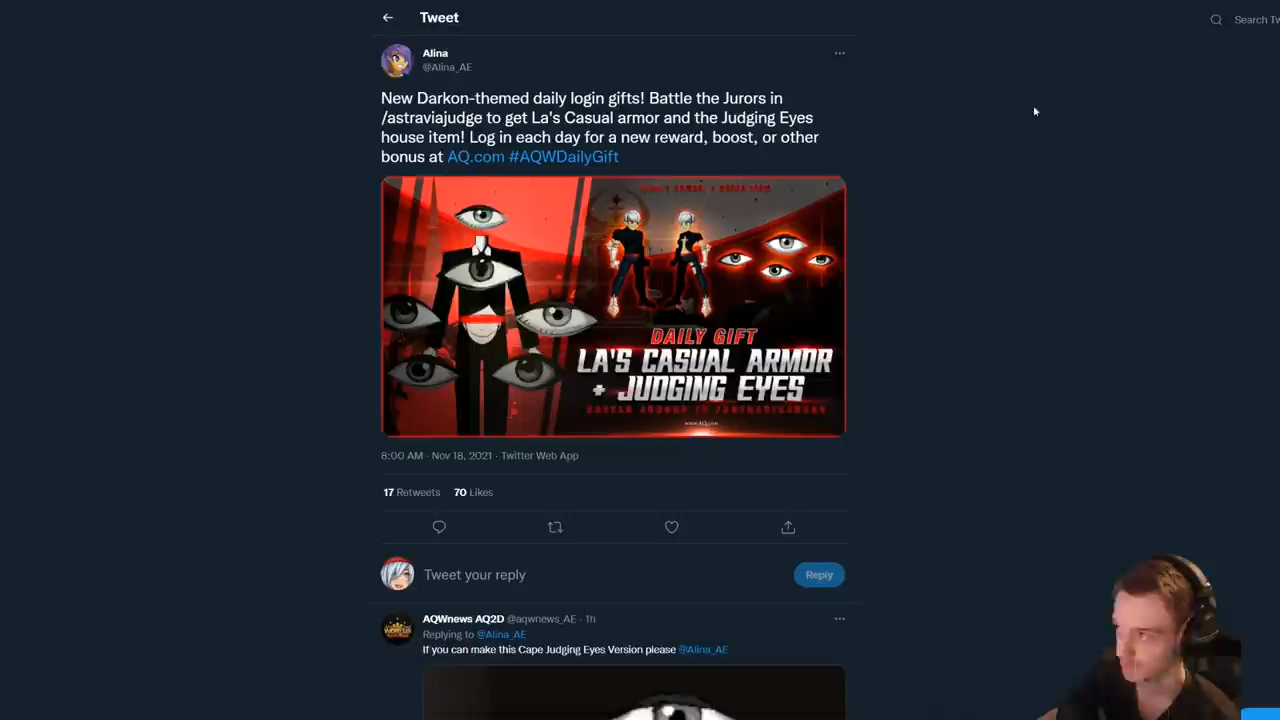 Tweet
Search Tw
Alina
@Alina_AE
New Darkon-themed daily login gifts! Battle the Jurors in
/astraviajudge to get La's Casual armor and the Judging Eyes
house item! Log in each day for a new reward, boost, or other
bonus at AQ.com #AQWDailyGift
DAILY GIFT
LA'S CASUAL ARMOR
+ JUDGING EYES
WWW.AQ.COM
8:00 AM · Nov 18, 2021 · Twitter Web App
17 Retweets 70 Likes
Tweet your reply
Reply
AQWnews AQ2D @aqwnews_AE · 1h
Replying to @Alina_AE
If you can make this Cape Judging Eyes Version please @Alina_AE